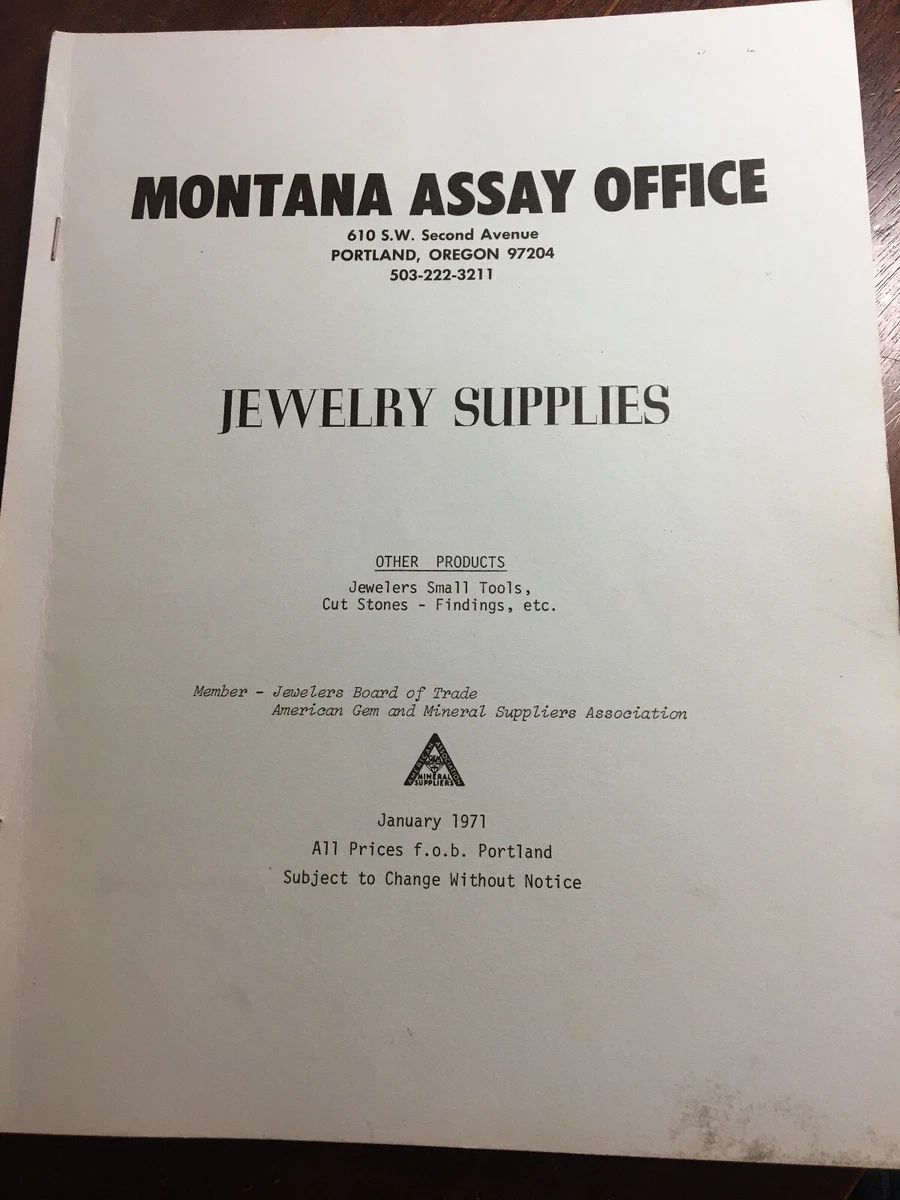 MONTANA ASSAY OFFICE
610 S.W. Second Avenue
PORTLAND, OREGON 97204
503-222-3211
JEWELRY SUPPLIES
OTHER PRODUCTS
Jewelers Small Tools,
Cut Stones - Findings, etc.
Member - Jewelers Board of Trade
American Gem and Mineral Suppliers Association
AMERICAN ASSOCIATION
MINERAL
SUPPLIERS
January 1971
All Prices f.o.b. Portland
Subject to Change Without Notice